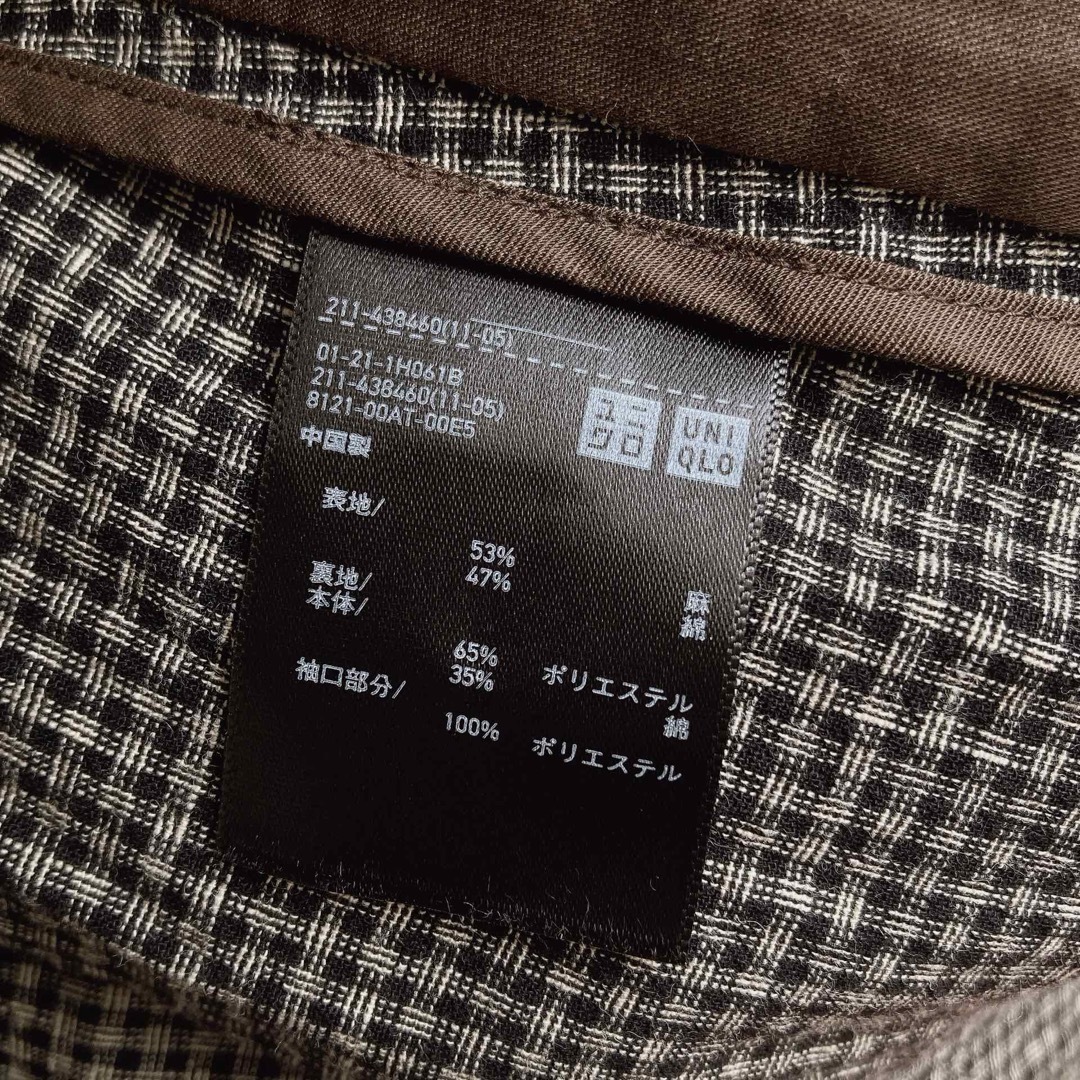 211-438460(11-05)
01-21-1H061B
211-438460(11-05)
8121-00AT-00E5
中国製
ユニ
クロ
UNI
QLO
表地/
53% 麻
47% 綿
裏地/
本体/
65% ポリエステル
35% 綿
袖口部分/
100% ポリエステル